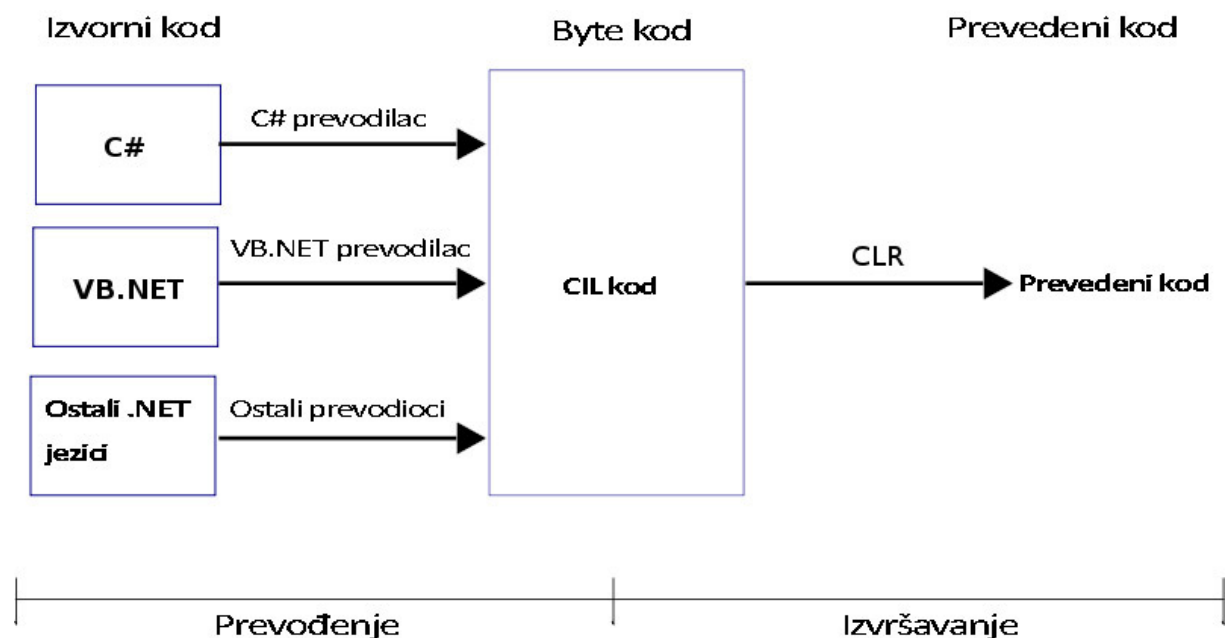 Izvorni kod
Byte kod
Prevedeni kod
C#
C# prevodilac
VB.NET
VB.NET prevodilac
CIL kod
CLR
Prevedeni kod
Ostali .NET
jezici
Ostali prevodioci
Prevođenje
Izvršavanje